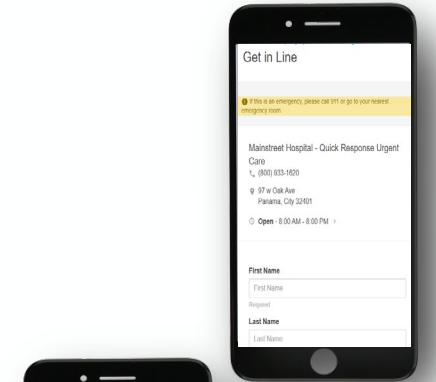 Get in Line
If this is an emergency, please call 911 or go to your nearest
emergency room.
Mainstreet Hospital - Quick Response Urgent
Care
(800) 933-1620
97 w Oak Ave
Panama, City 32401
Open - 8:00 AM - 8:00 PM
First Name
First Name
Required
Last Name
Last Name